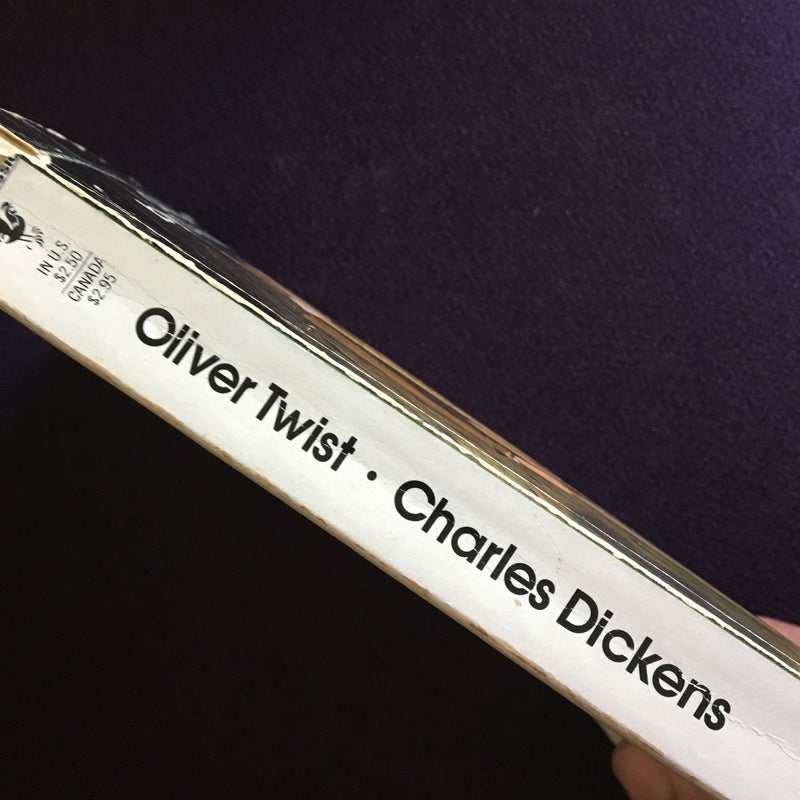 IN U.S.
$2.50
CANADA
$2.95
Oliver Twist · Charles Dickens